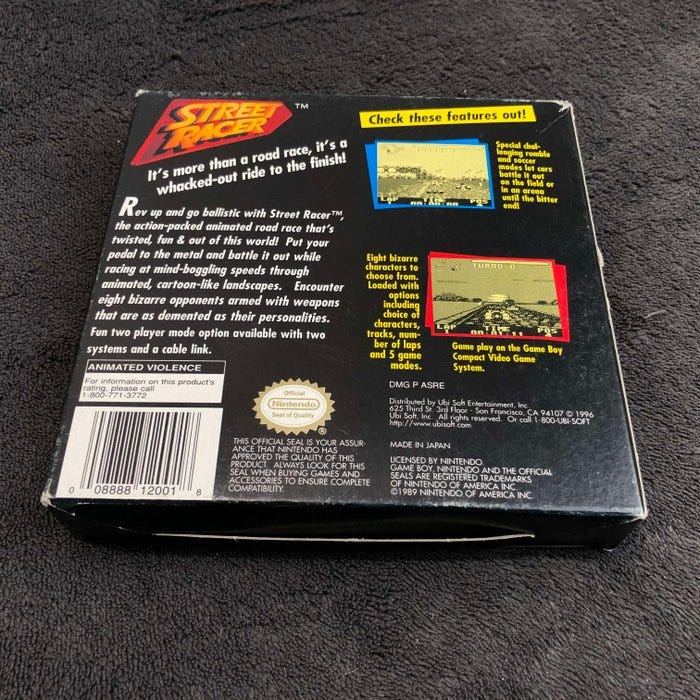 STREET RACER ™
It's more than a road race, it's a
whacked-out ride to the finish!
Rev up and go ballistic with Street Racer™,
the action-packed animated road race that's
twisted, fun & out of this world! Put your
pedal to the metal and battle it out while
racing at mind-boggling speeds through
animated, cartoon-like landscapes. Encounter
eight bizarre opponents armed with weapons
that are as demented as their personalities.
Fun two player mode option available with two
systems and a cable link.
ANIMATED VIOLENCE
For information on this product's
rating, please call
1-800-771-3772
0 08888 12001 8
Official
Nintendo
Seal of Quality
®
THIS OFFICIAL SEAL IS YOUR ASSUR-
ANCE THAT NINTENDO HAS
APPROVED THE QUALITY OF THIS
PRODUCT. ALWAYS LOOK FOR THIS
SEAL WHEN BUYING GAMES AND
ACCESSORIES TO ENSURE COMPLETE
COMPATIBILITY.
Check these features out!
LAP TIME POS
00:00:00
Special chal-
lenging rumble
and soccer
modes let cars
battle it out
on the field or
in an arena
until the bitter
end!
Eight bizarre
characters to
choose from.
Loaded with
options
including
choice of
characters,
tracks, num-
ber of laps
and 5 game
modes.
TURBO:0
LAP TIME POS
Game play on the Game Boy
Compact Video Game
System.
DMG P ASRE
Distributed by Ubi Soft Entertainment, Inc.
625 Third St. 3rd Floor - San Francisco, CA 94107 © 1996
Ubi Soft, Inc. All rights reserved. Or call 1-800-UBI-SOFT
http://www.ubisoft.com
MADE IN JAPAN
LICENSED BY NINTENDO
GAME BOY, NINTENDO AND THE OFFICIAL
SEALS ARE REGISTERED TRADEMARKS
OF NINTENDO OF AMERICA INC.
©1989 NINTENDO OF AMERICA INC.